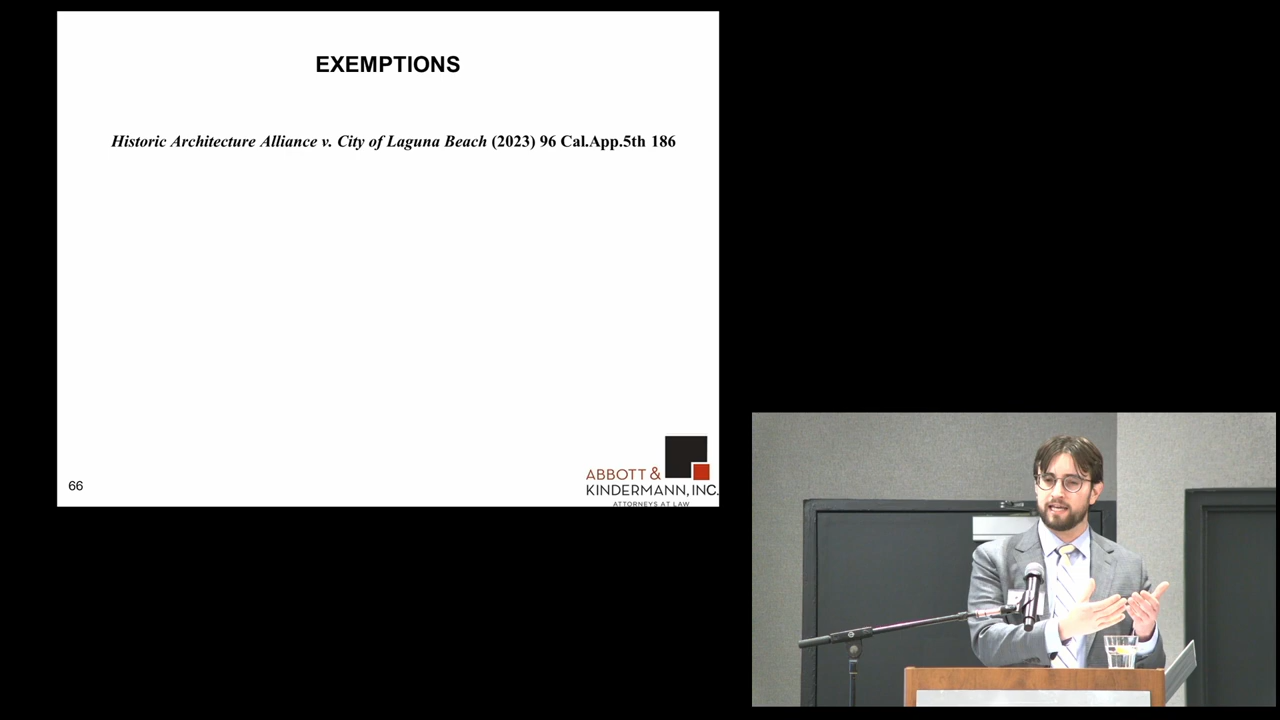 EXEMPTIONS
Historic Architecture Alliance v. City of Laguna Beach (2023) 96 Cal.App.5th 186
66
ABBOTT &
KINDERMANN, INC.
ATTORNEYS AT LAW